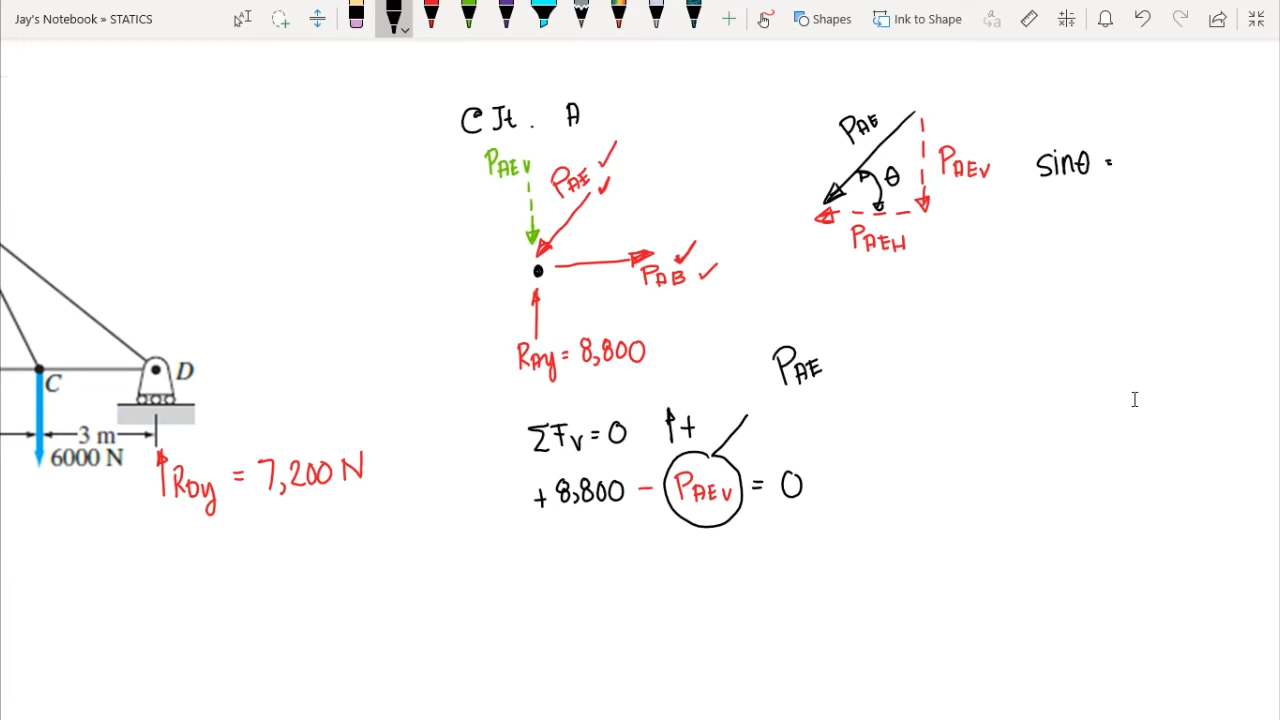 Jay's Notebook » STATICS
Shapes
Ink to Shape
C Jt. A
PAEV
PAE
PAB
RAy = 8,800
PAE
θ
PAEV
PAEH
sinθ =
C
D
3 m
6000 N
RDy = 7,200 N
PAE
ΣFV = 0 ↑+
+ 8,800 - PAEV = 0